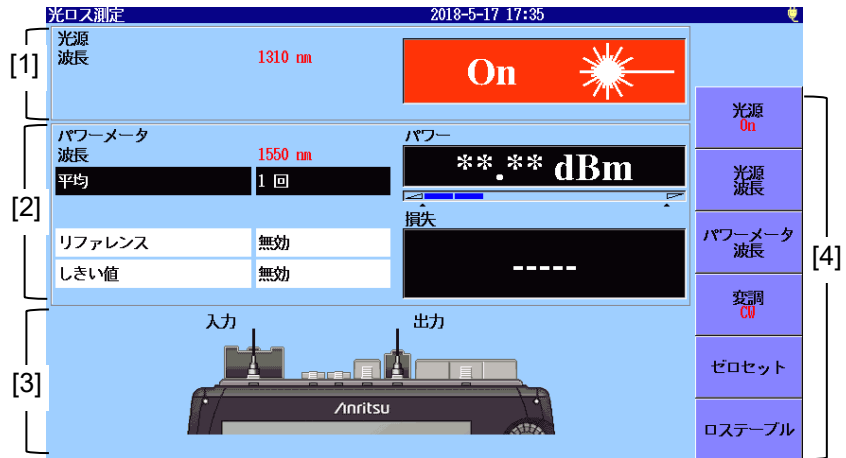 光ロス測定 2018-5-17 17:35
[1]
光源
波長 1310 nm
On
[2]
パワーメータ
波長 1550 nm
平均 1 回
リファレンス 無効
しきい値 無効
パワー
**.** dBm
損失
-----
[3]
入力 出力
Anritsu
[4]
光源
On
光源
波長
パワーメータ
波長
変調
CW
ゼロセット
ロステーブル